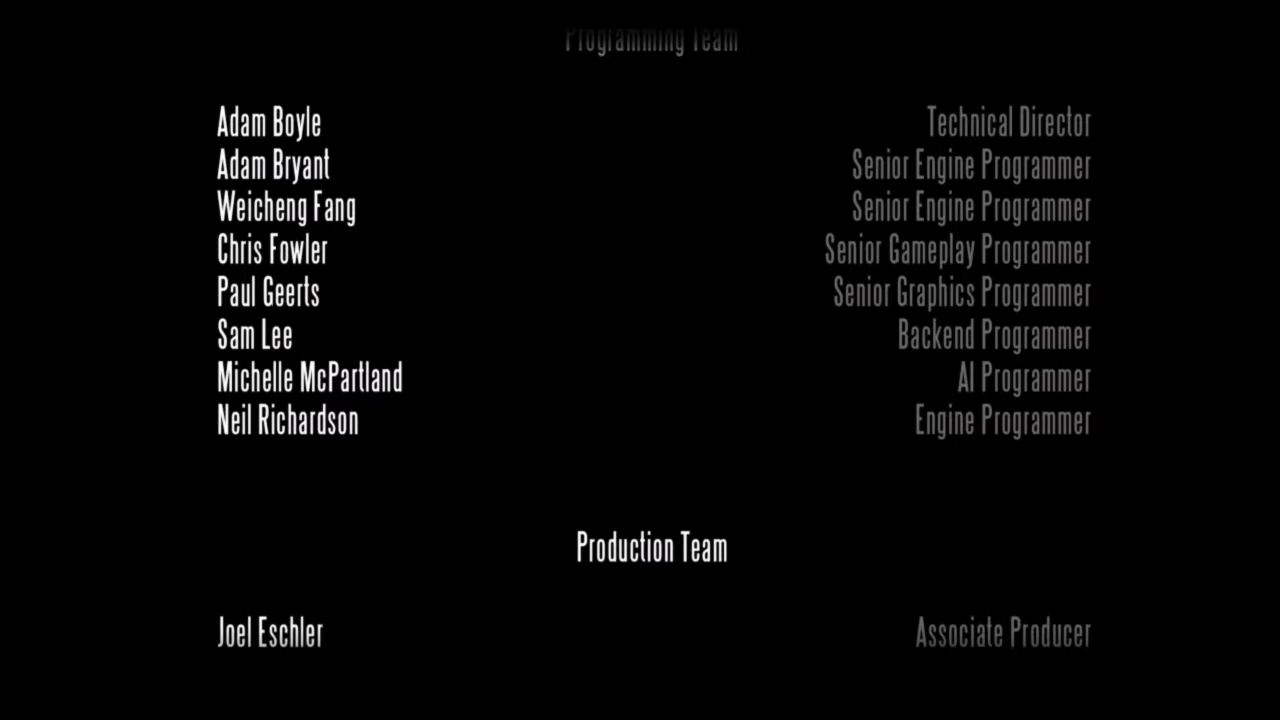 Programming Team
Adam Boyle Technical Director
Adam Bryant Senior Engine Programmer
Weicheng Fang Senior Engine Programmer
Chris Fowler Senior Gameplay Programmer
Paul Geerts Senior Graphics Programmer
Sam Lee Backend Programmer
Michelle McPartland AI Programmer
Neil Richardson Engine Programmer
Production Team
Joel Eschler Associate Producer